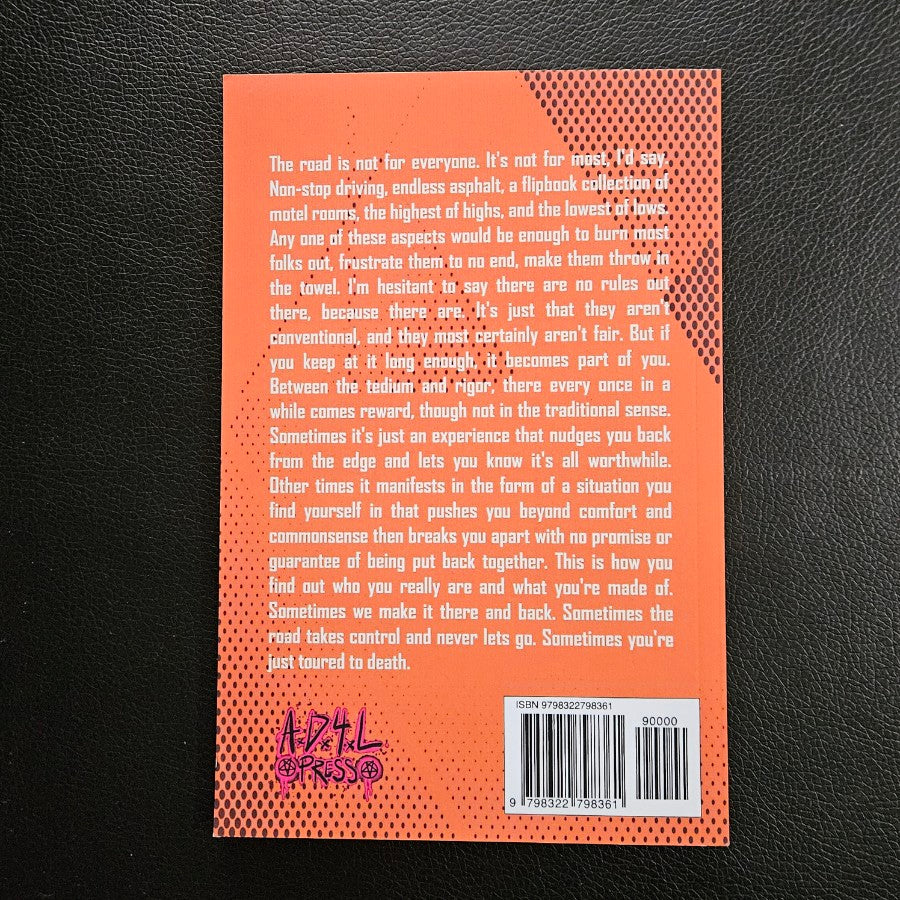 The road is not for everyone. It's not for most, I'd say.
Non-stop driving, endless asphalt, a flipbook collection of
motel rooms, the highest of highs, and the lowest of lows.
Any one of these aspects would be enough to burn most
folks out, frustrate them to no end, make them throw in
the towel. I'm hesitant to say there are no rules out
there, because there are. It's just that they aren't
conventional, and they most certainly aren't fair. But if
you keep at it long enough, it becomes part of you.
Between the tedium and rigor, there every once in a
while comes reward, though not in the traditional sense.
Sometimes it's just an experience that nudges you back
from the edge and lets you know it's all worthwhile.
Other times it manifests in the form of a situation you
find yourself in that pushes you beyond comfort and
commonsense then breaks you apart with no promise or
guarantee of being put back together. This is how you
find out who you really are and what you're made of.
Sometimes we make it there and back. Sometimes the
road takes control and never lets go. Sometimes you're
just toured to death.
A.D.4.L
PRESS
ISBN 9798322798361
90000
9 798322 798361